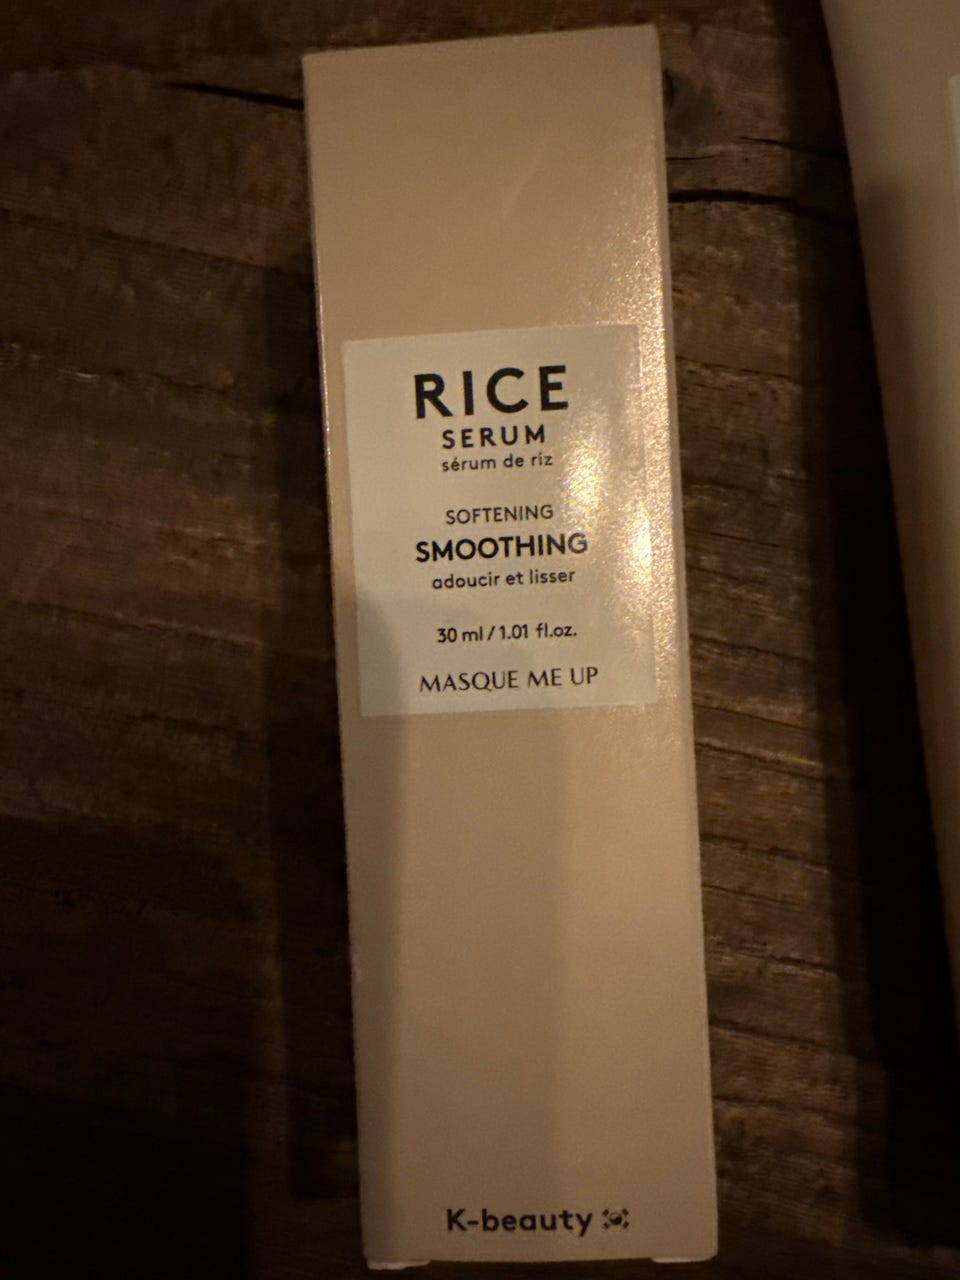 RICE
SERUM
sérum de riz
SOFTENING
SMOOTHING
adoucir et lisser
30 ml / 1.01 fl.oz.
MASQUE ME UP
K-beauty